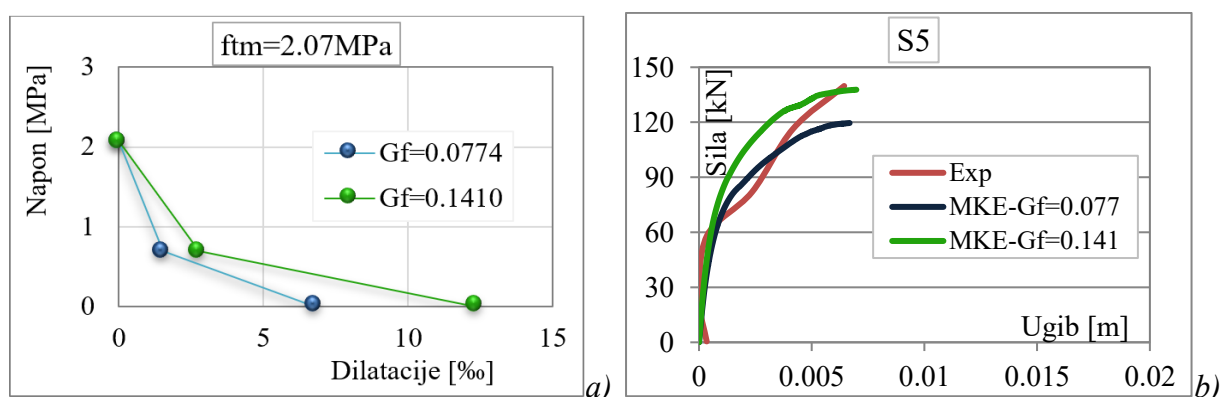 ftm=2.07MPa
Napon [MPa]
3
2
1
0
0
5
10
15
Dilatacije [‰]
Gf=0.0774
Gf=0.1410
a)
S5
Sila [kN]
150
120
90
60
30
0
0
0.005
0.01
0.015
0.02
Ugib [m]
Exp
MKE-Gf=0.077
MKE-Gf=0.141
b)